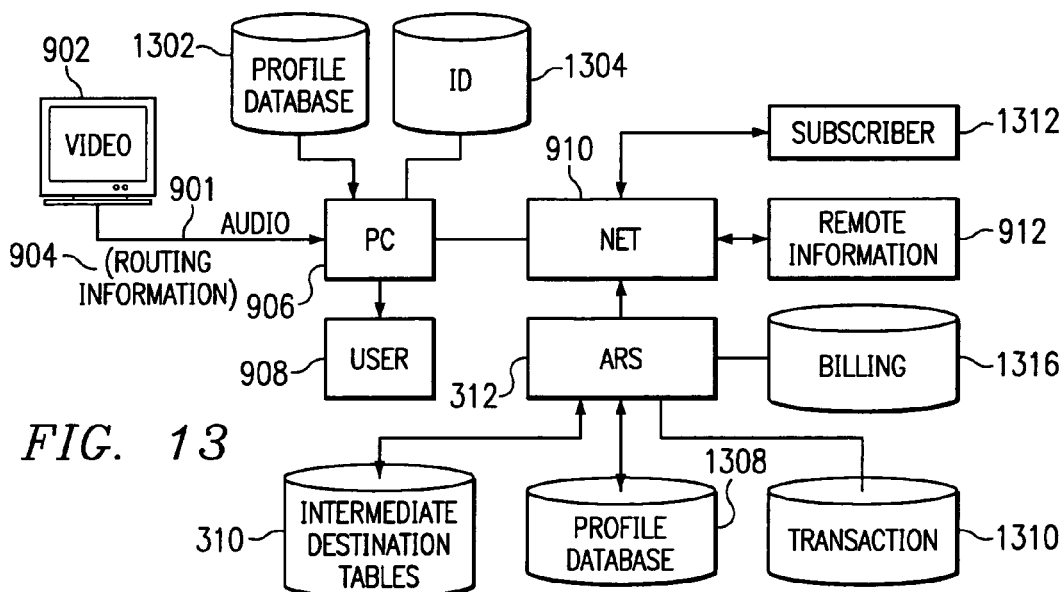 1302
902
PROFILE
DATABASE
ID
1304
VIDEO
910
SUBSCRIBER
1312
901
AUDIO
904
(ROUTING
INFORMATION)
PC
906
NET
REMOTE
INFORMATION
912
USER
908
ARS
312
BILLING
1316
FIG. 13
INTERMEDIATE
DESTINATION
TABLES
310
1308
PROFILE
DATABASE
TRANSACTION
1310